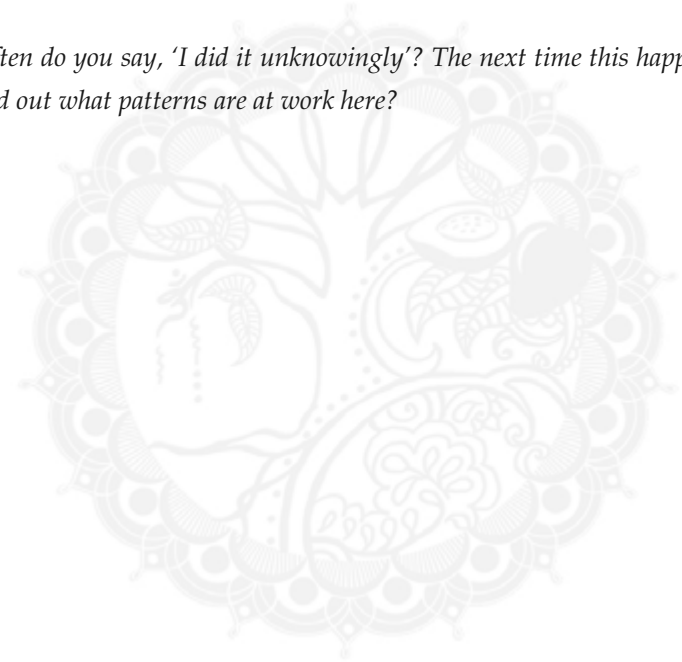 ten do you say, ‘I did it unknowingly’? The next time this happ
d out what patterns are at work here?